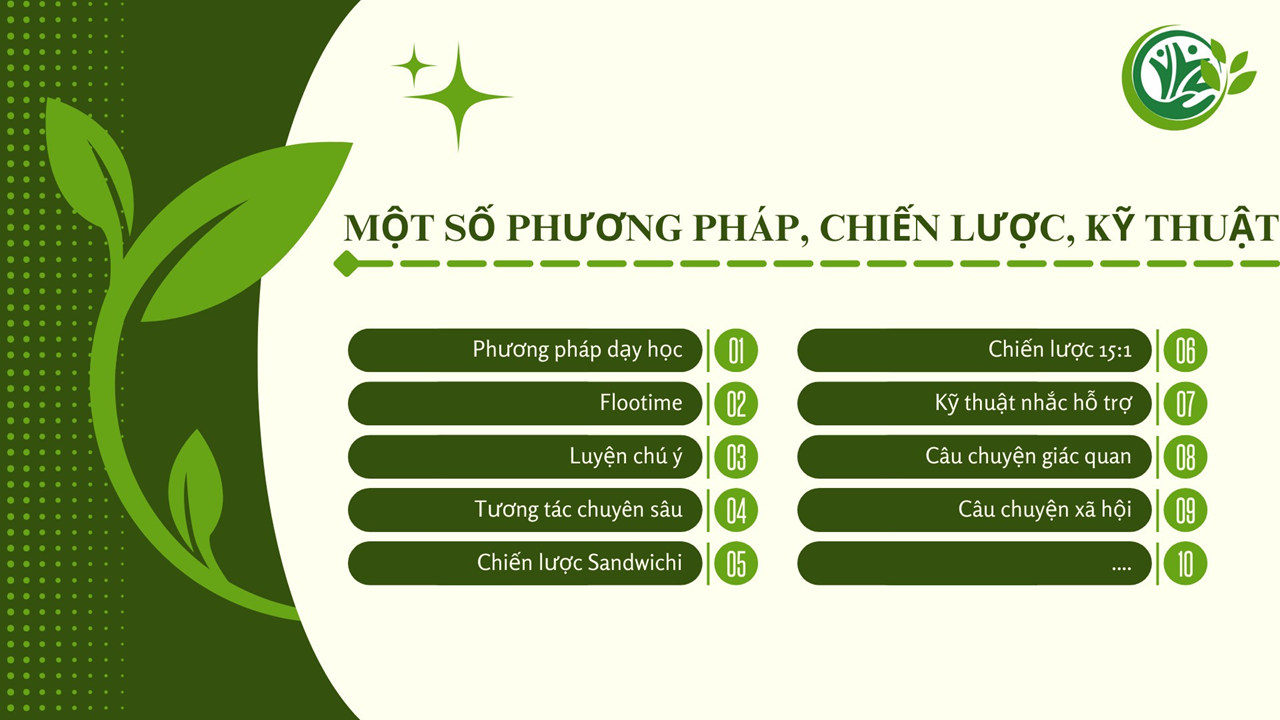 MỘT SỐ PHƯƠNG PHÁP, CHIẾN LƯỢC, KỸ THUẬT
Phương pháp dạy học 01
Flootime 02
Luyện chú ý 03
Tương tác chuyên sâu 04
Chiến lược Sandwichi 05
Chiến lược 15:1 06
Kỹ thuật nhắc hỗ trợ 07
Câu chuyện giác quan 08
Câu chuyện xã hội 09
.... 10